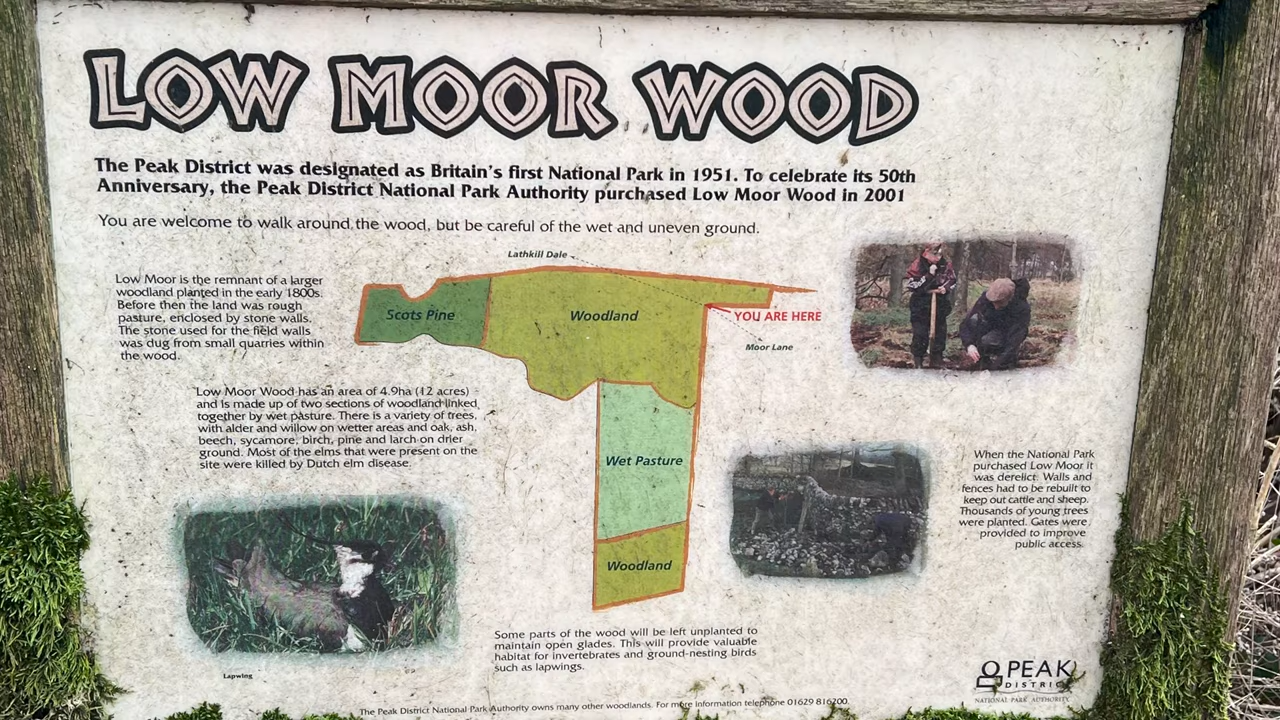 LOW MOOR WOOD
The Peak District was designated as Britain's first National Park in 1951. To celebrate its 50th
Anniversary, the Peak District National Park Authority purchased Low Moor Wood in 2001
You are welcome to walk around the wood, but be careful of the wet and uneven ground.
Low Moor is the remnant of a larger
woodland planted in the early 1800s.
Before then the land was rough
pasture, enclosed by stone walls.
The stone used for the field walls
was dug from small quarries within
the wood.
Lathkill Dale
Scots Pine
Woodland
YOU ARE HERE
Moor Lane
Low Moor Wood has an area of 4.9ha (12 acres)
and is made up of two sections of woodland linked
together by wet pasture. There is a variety of trees,
with alder and willow on wetter areas and oak, ash,
beech, sycamore, birch, pine and larch on drier
ground. Most of the elms that were present on the
site were killed by Dutch elm disease.
Wet Pasture
Woodland
When the National Park
purchased Low Moor it
was derelict. Walls and
fences had to be rebuilt to
keep out cattle and sheep.
Thousands of young trees
were planted. Gates were
provided to improve
public access.
Lapwing
Some parts of the wood will be left unplanted to
maintain open glades. This will provide valuable
habitat for invertebrates and ground-nesting birds
such as lapwings.
PEAK
DISTRICT
NATIONAL PARK AUTHORITY
The Peak District National Park Authority owns many other woodlands. For more information telephone 01629 816200.